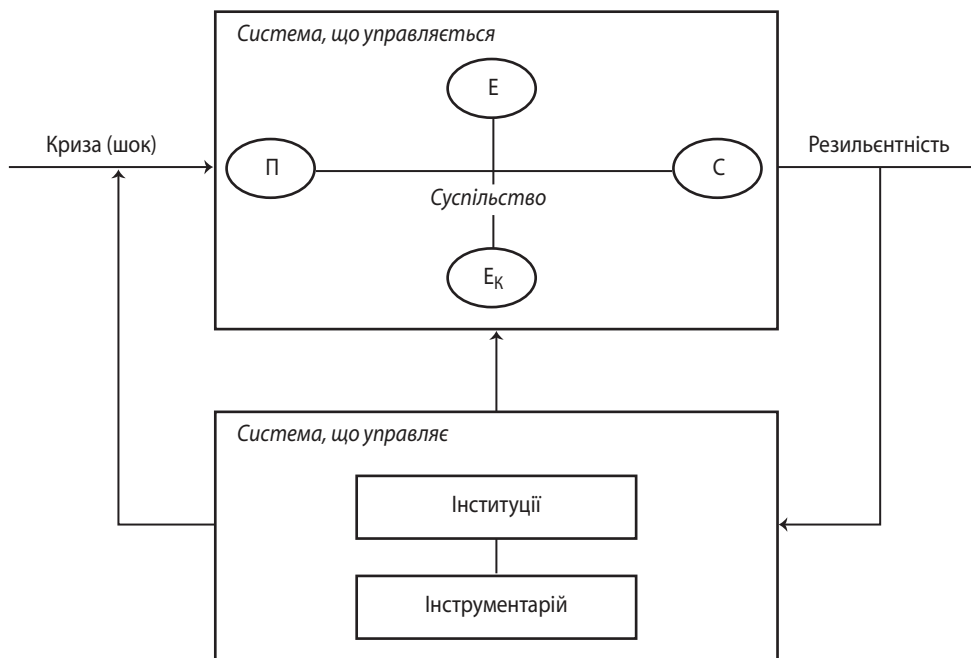 Система, що управляється
Е
Криза (шок)
Резильєнтність
П
С
Суспільство
Ек
Система, що управляє
Інституції
Інструментарій